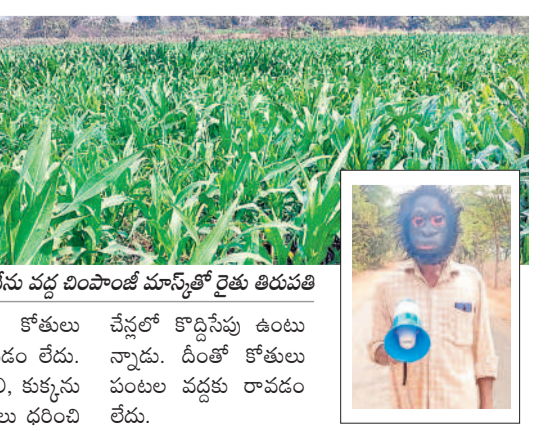 చేను వద్ద చింపాంజీ మాస్క్‌తో రైతు తిరుపతి
కోతులు
లేదు.
కుక్కను
ధరించి
చేన్లలో కొద్దిసేపు ఉంటు
న్నాడు. దీంతో కోతులు
పంటల వద్దకు రావడం
లేదు.